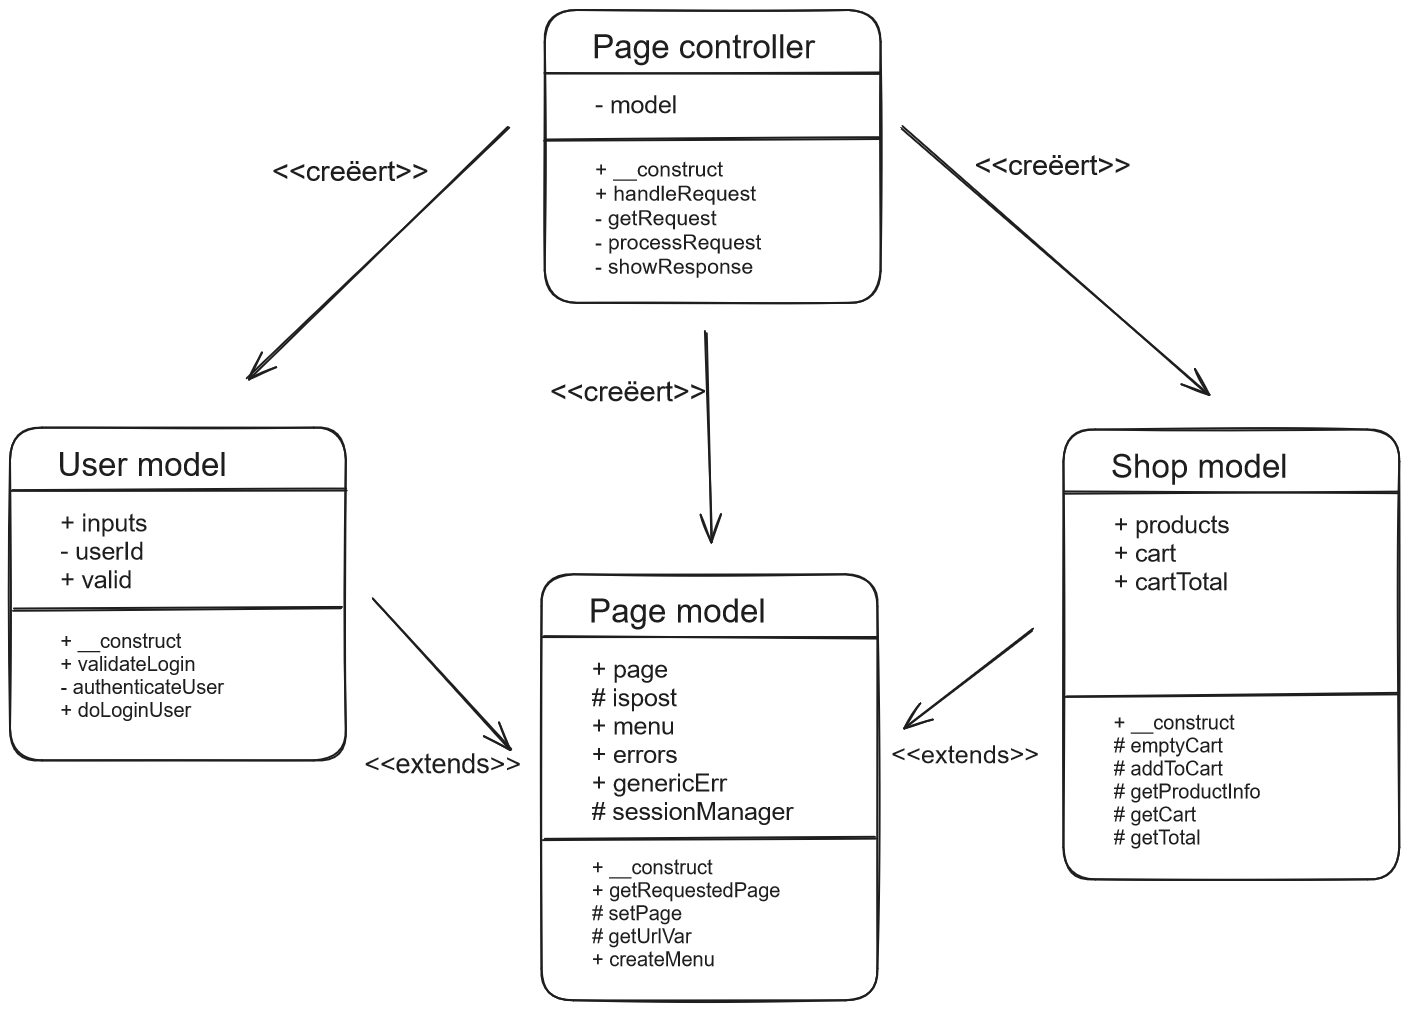 Page controller
- model
+ __construct
+ handleRequest
- getRequest
- processRequest
- showResponse
<<creëert>>
<<creëert>>
<<creëert>>
User model
+ inputs
- userId
+ valid
+ __construct
+ validateLogin
- authenticateUser
+ doLoginUser
<<extends>>
Page model
+ page
# ispost
+ menu
+ errors
+ genericErr
# sessionManager
+ __construct
+ getRequestedPage
# setPage
# getUrlVar
+ createMenu
<<extends>>
Shop model
+ products
+ cart
+ cartTotal
+ __construct
# emptyCart
# addToCart
# getProductInfo
# getCart
# getTotal